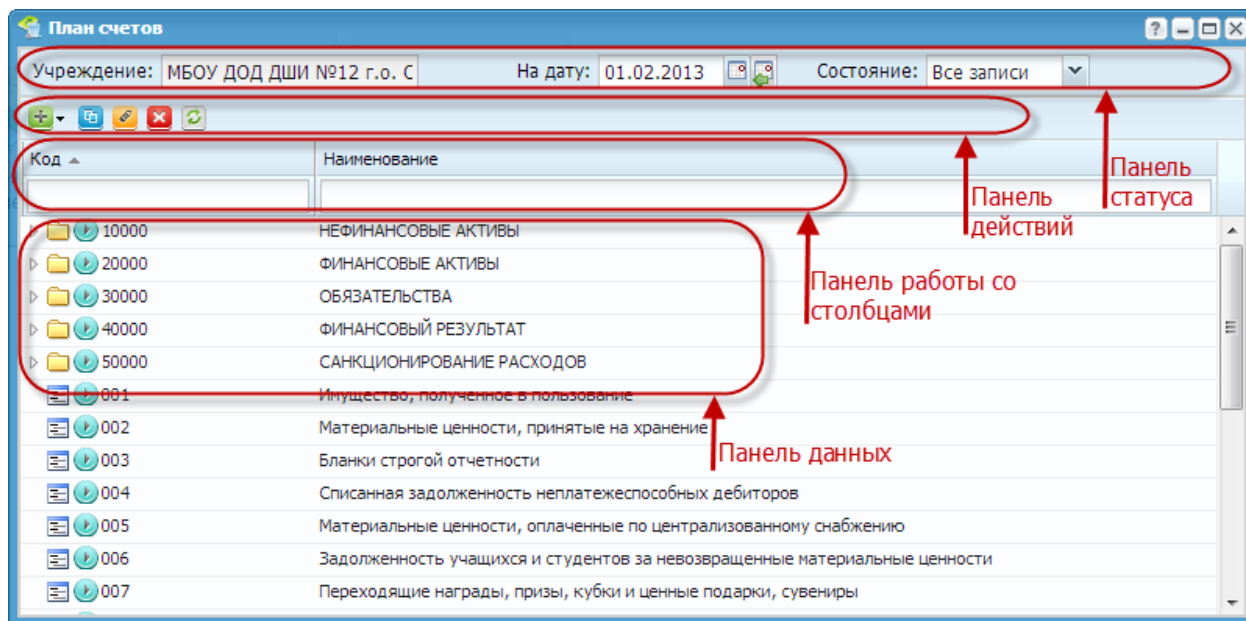 План счетов
Учреждение: МБОУ ДОД ДШИ №12 г.о. С На дату: 01.02.2013 Состояние: Все записи
Код Наименование
Панель статуса
Панель действий
10000 НЕФИНАНСОВЫЕ АКТИВЫ
20000 ФИНАНСОВЫЕ АКТИВЫ
Панель работы со столбцами
30000 ОБЯЗАТЕЛЬСТВА
40000 ФИНАНСОВЫЙ РЕЗУЛЬТАТ
50000 САНКЦИОНИРОВАНИЕ РАСХОДОВ
001 Имущество, полученное в пользование
002 Материальные ценности, принятые на хранение
Панель данных
003 Бланки строгой отчетности
004 Списанная задолженность неплатежеспособных дебиторов
005 Материальные ценности, оплаченные по централизованному снабжению
006 Задолженность учащихся и студентов за невозвращенные материальные ценности
007 Переходящие награды, призы, кубки и ценные подарки, сувениры